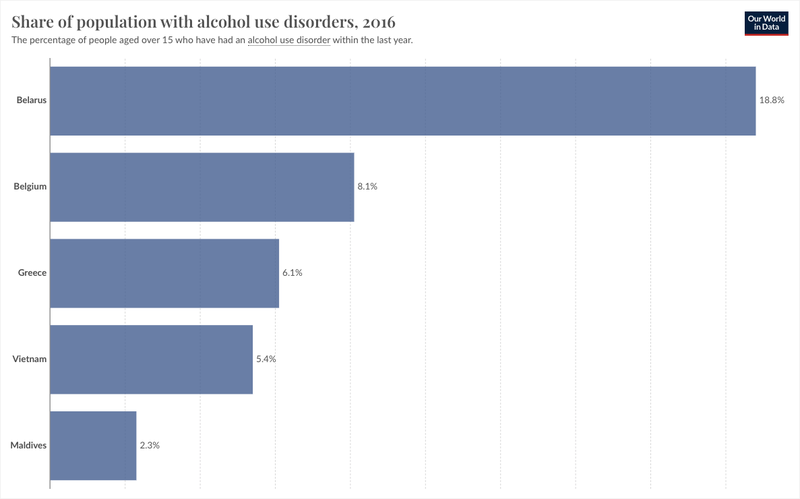 Share of population with alcohol use disorders, 2016
The percentage of people aged over 15 who have had an alcohol use disorder within the last year.
Our World
in Data
Belarus 18.8%
Belgium 8.1%
Greece 6.1%
Vietnam 5.4%
Maldives 2.3%